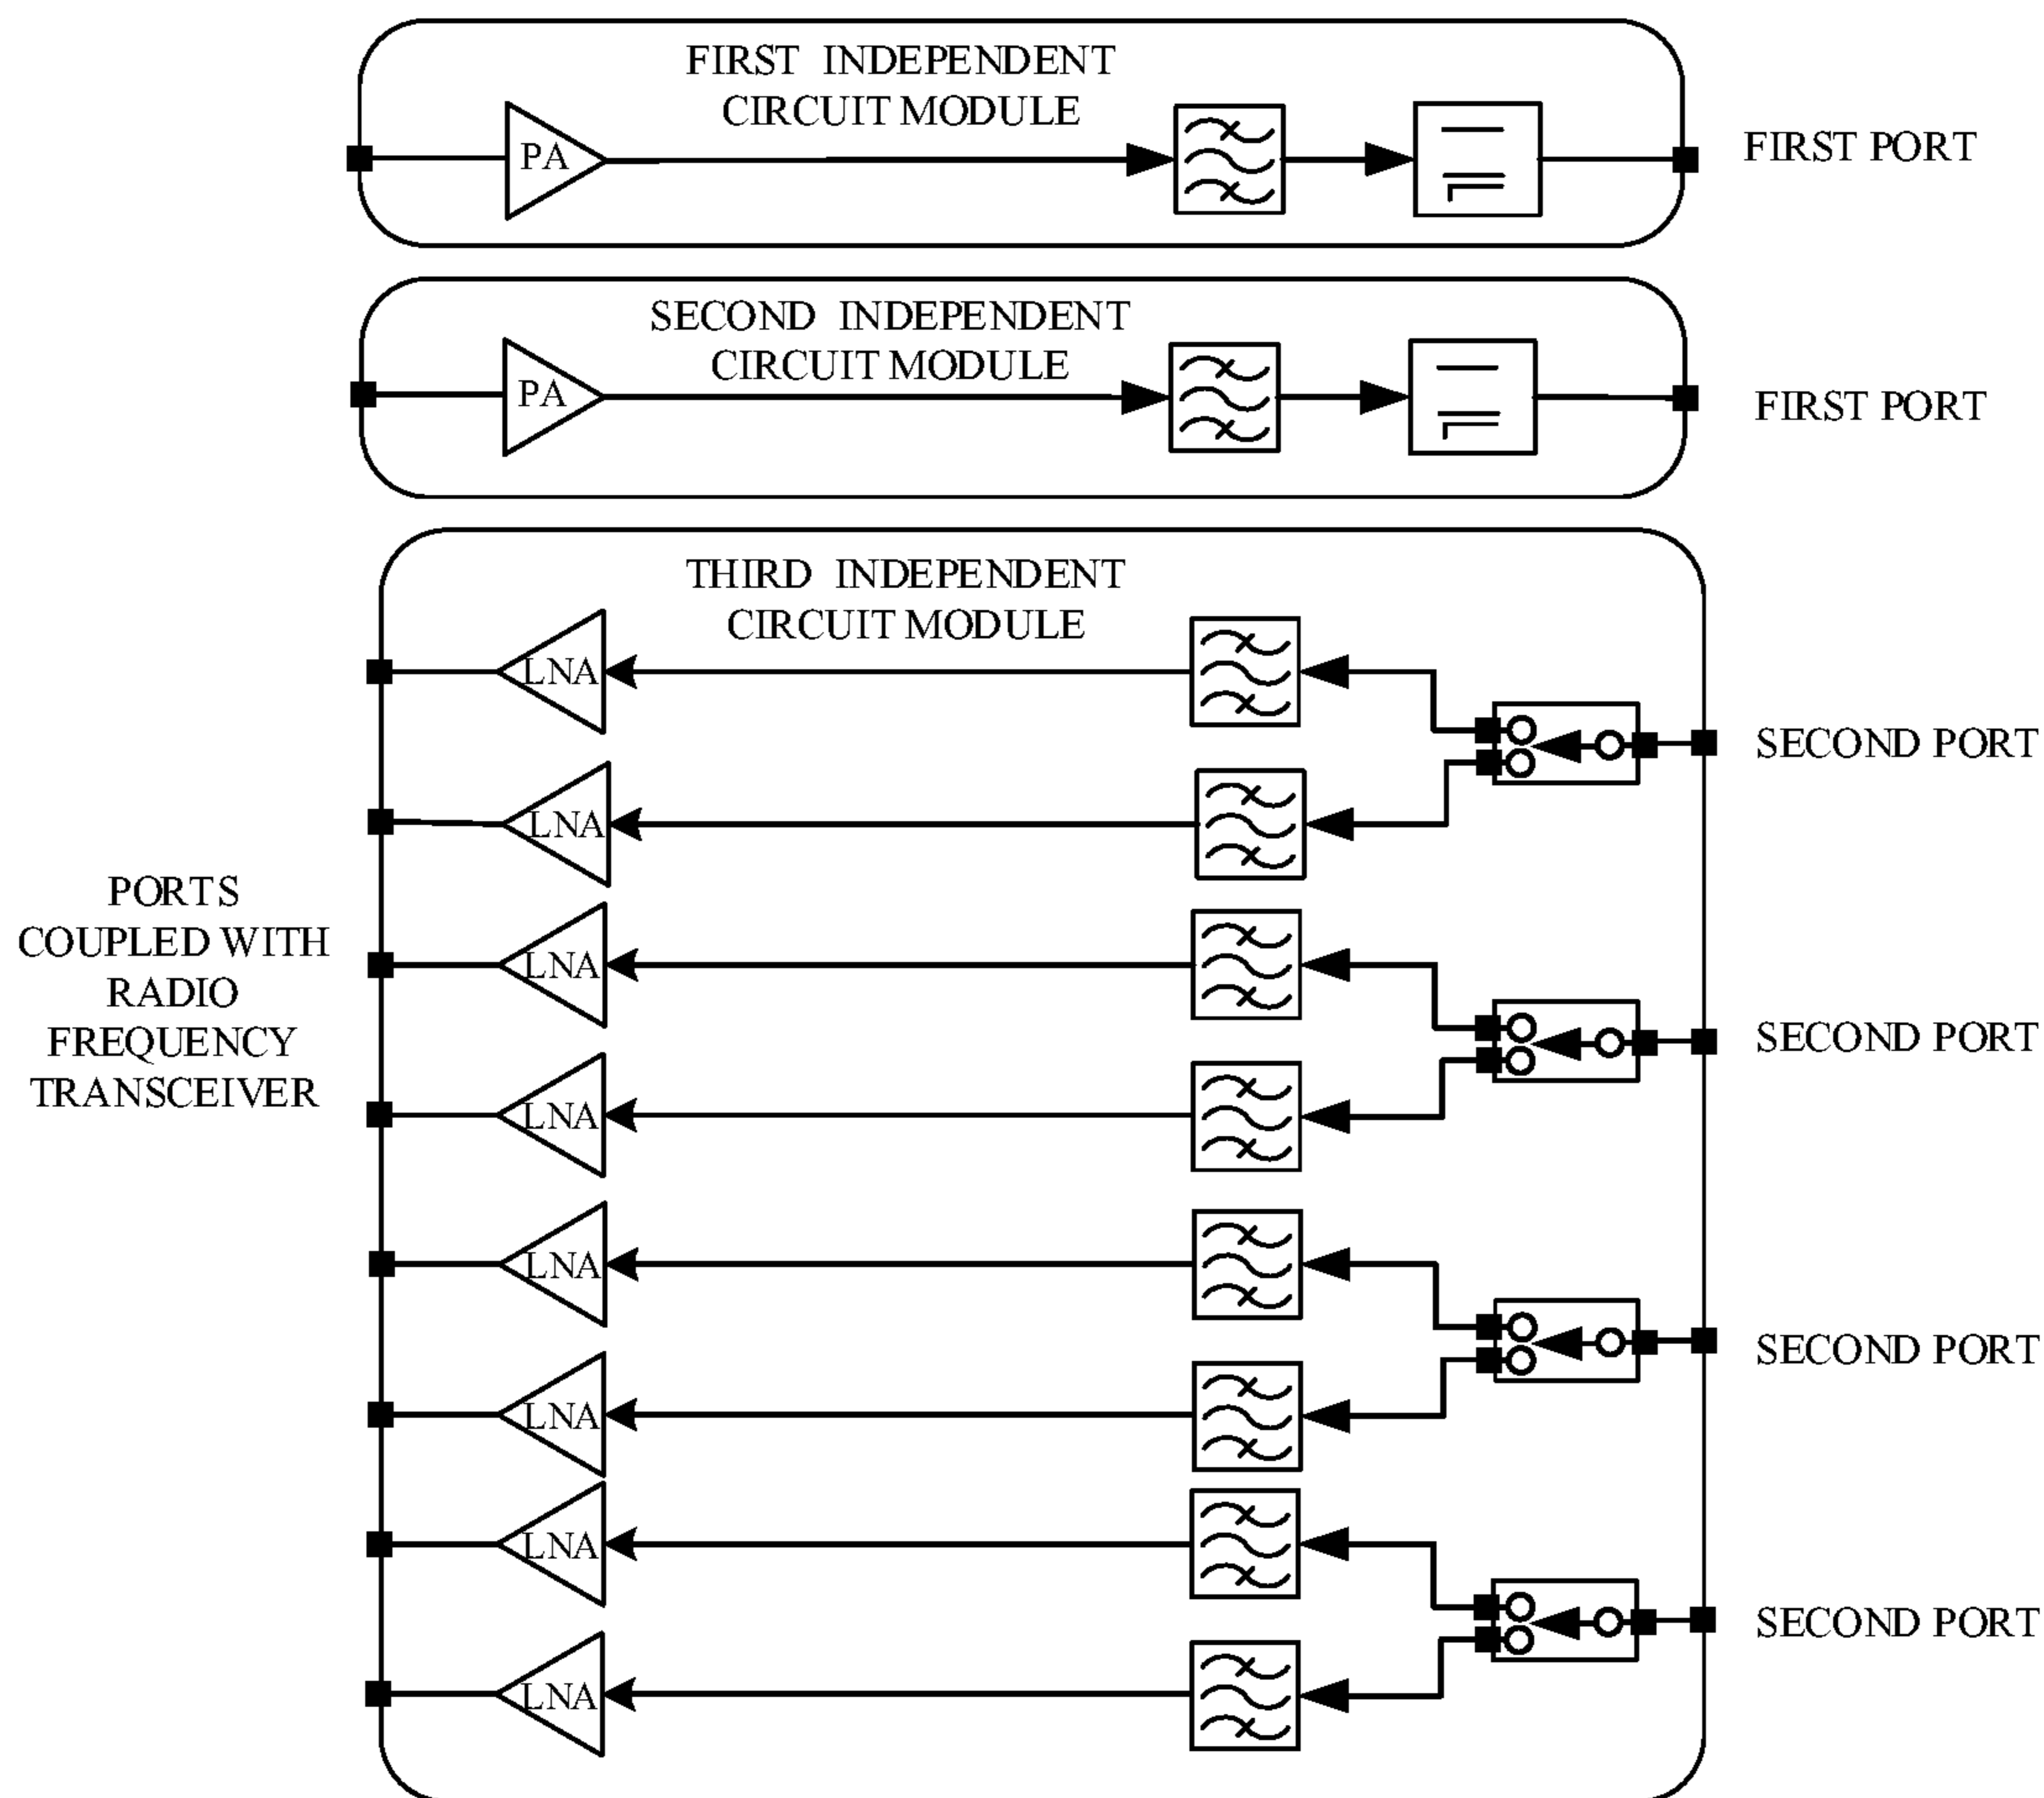 FIRST INDEPENDENT
CIRCUIT MODULE
PA
FIRST PORT
SECOND INDEPENDENT
CIRCUIT MODULE
PA
FIRST PORT
THIRD INDEPENDENT
CIRCUIT MODULE
LNA
SECOND PORT
LNA
PORTS
COUPLED WITH
RADIO
FREQUENCY
TRANSCEIVER
LNA
SECOND PORT
LNA
LNA
SECOND PORT
LNA
LNA
SECOND PORT
LNA